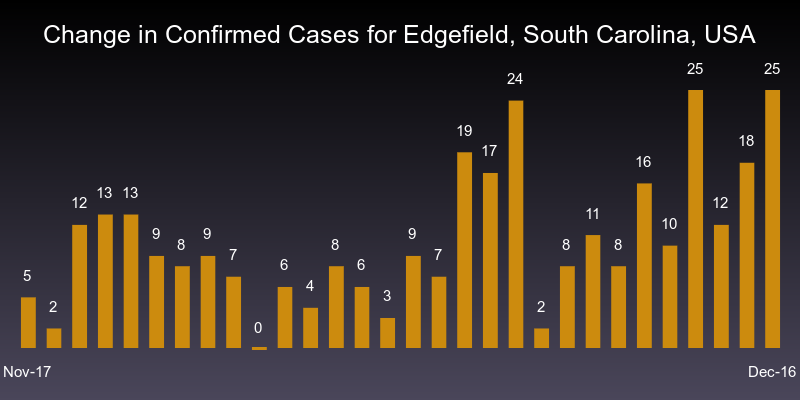 Change in Confirmed Cases for Edgefield, South Carolina, USA
5 2 12 13 13 9 8 9 7 0 6 4 8 6 3 9 7 19 17 24 2 8 11 8 16 10 25 12 18 25
Nov-17 Dec-16